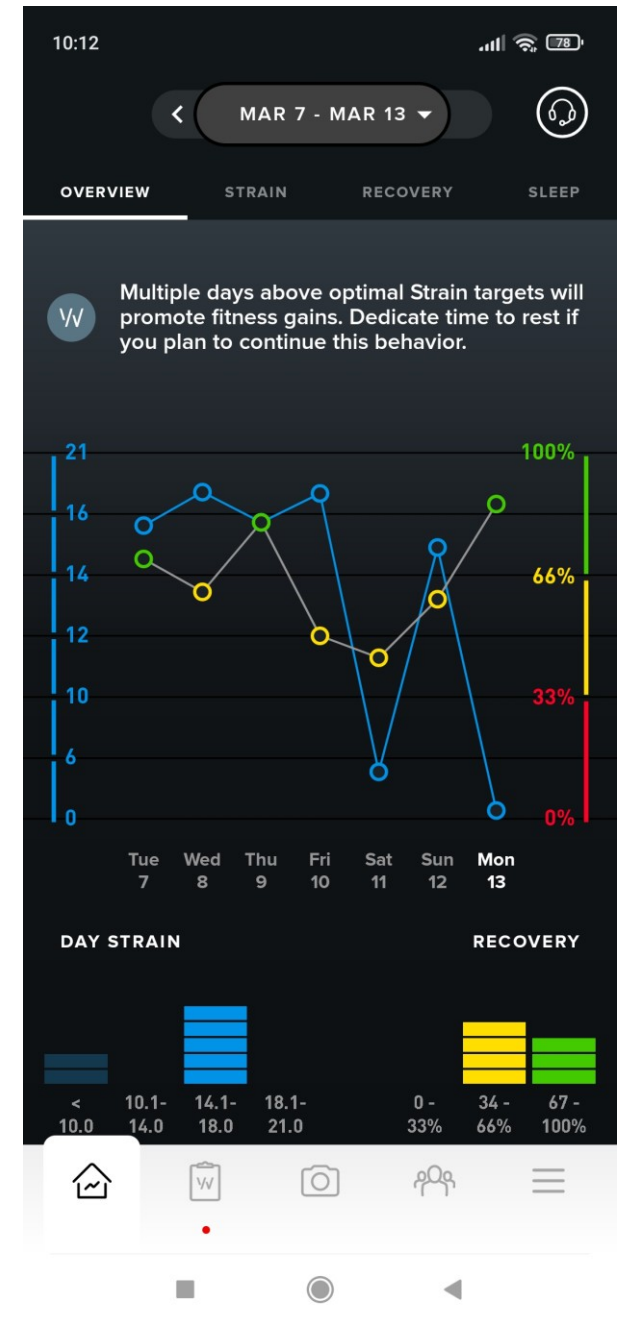 10:12
78
MAR 7 - MAR 13
OVERVIEW STRAIN RECOVERY SLEEP
W
Multiple days above optimal Strain targets will
promote fitness gains. Dedicate time to rest if
you plan to continue this behavior.
21 100%
16
14 66%
12
10 33%
6
0 0%
Tue Wed Thu Fri Sat Sun Mon
7 8 9 10 11 12 13
DAY STRAIN RECOVERY
< 10.1- 14.1- 18.1- 0 - 34 - 67 -
10.0 14.0 18.0 21.0 33% 66% 100%
W